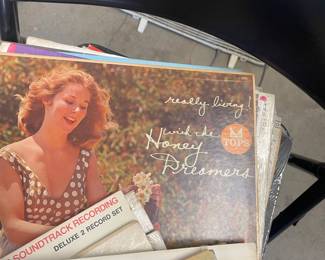 really living!
with the
Honey
Dreamers
M
TOPS
SOUNDTRACK RECORDING
DELUXE 2 RECORD SET